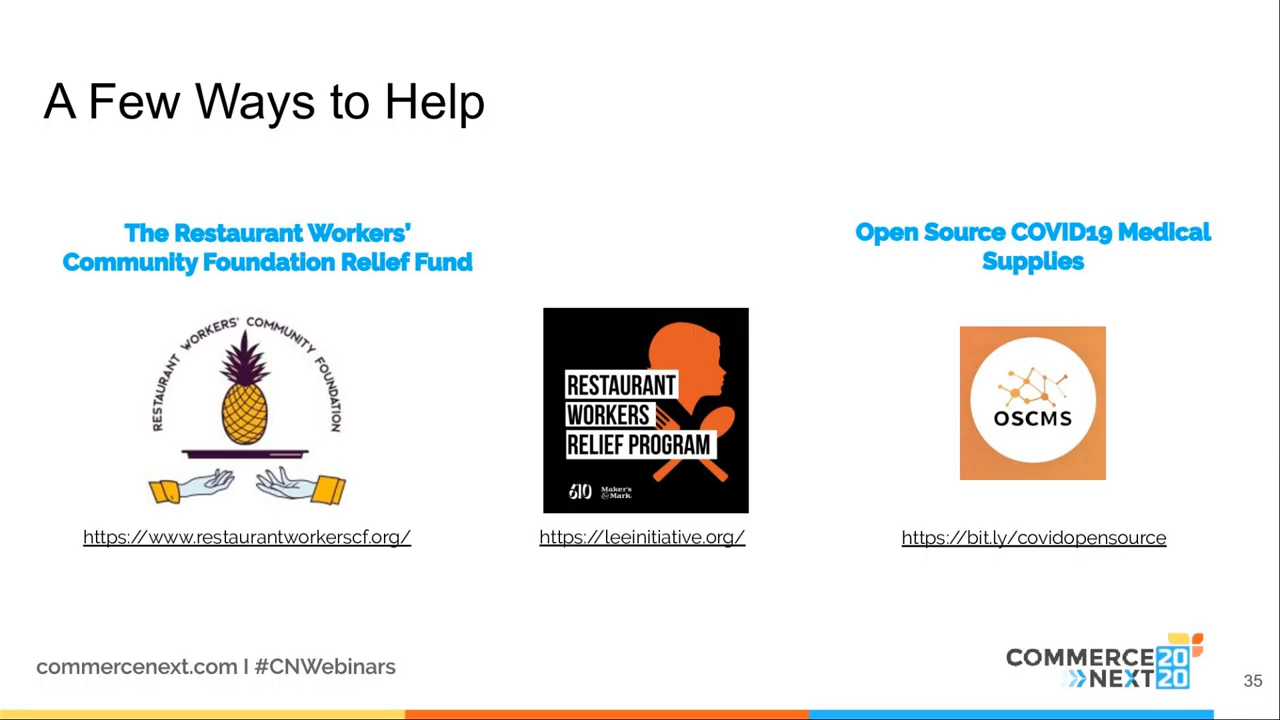 A Few Ways to Help
The Restaurant Workers'
Community Foundation Relief Fund
Open Source COVID19 Medical
Supplies
RESTAURANT WORKERS' COMMUNITY FOUNDATION
RESTAURANT
WORKERS
RELIEF PROGRAM
610 Maker's
& Mark
OSCMS
https://www.restaurantworkerscf.org/
https://leeinitiative.org/
https://bit.ly/covidopensource
commercenext.com I #CNWebinars
COMMERCE 20
NEXT 20
35